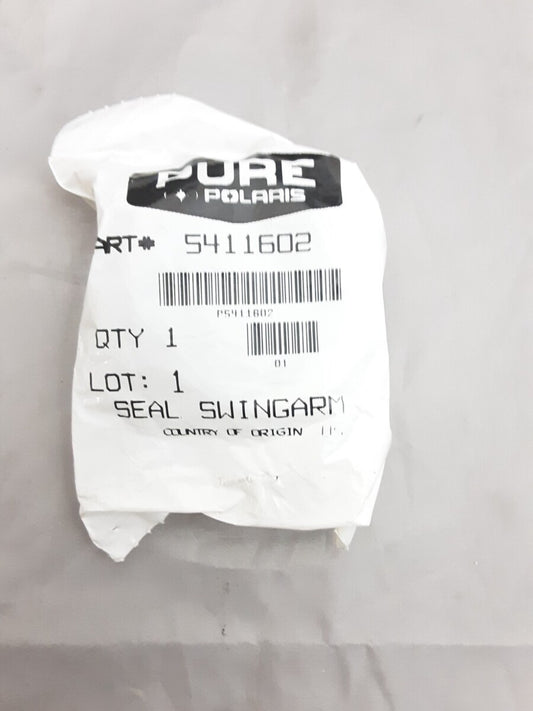 PURE
POLARIS
ART# 5411602
P5411602
QTY 1
01
LOT: 1
SEAL SWINGARM
COUNTRY OF ORIGIN